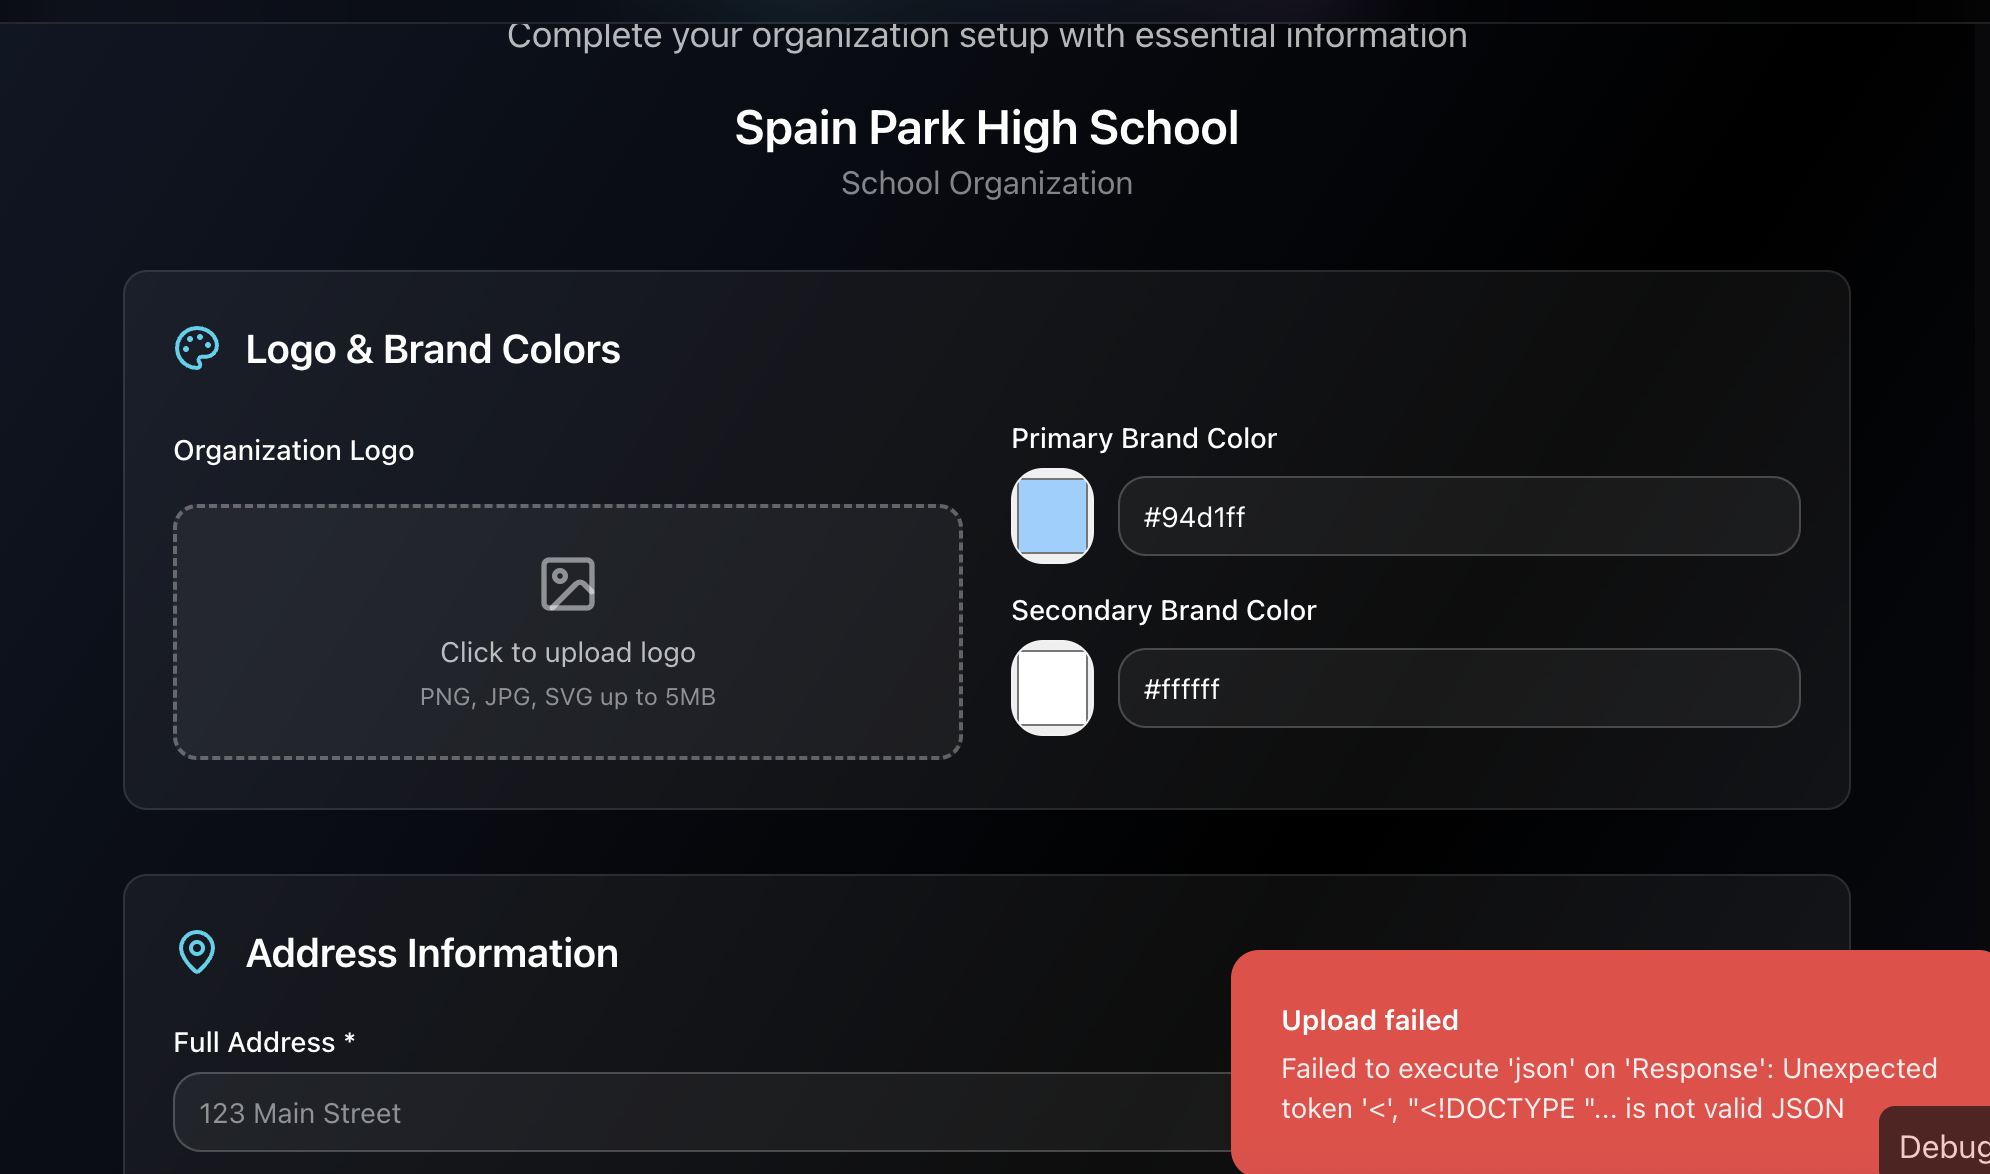 Complete your organization setup with essential information
Spain Park High School
School Organization
Logo & Brand Colors
Organization Logo
Click to upload logo
PNG, JPG, SVG up to 5MB
Primary Brand Color
#94d1ff
Secondary Brand Color
#ffffff
Address Information
Full Address *
123 Main Street
Upload failed
Failed to execute 'json' on 'Response': Unexpected
token '<', "<!DOCTYPE "... is not valid JSON
Debug